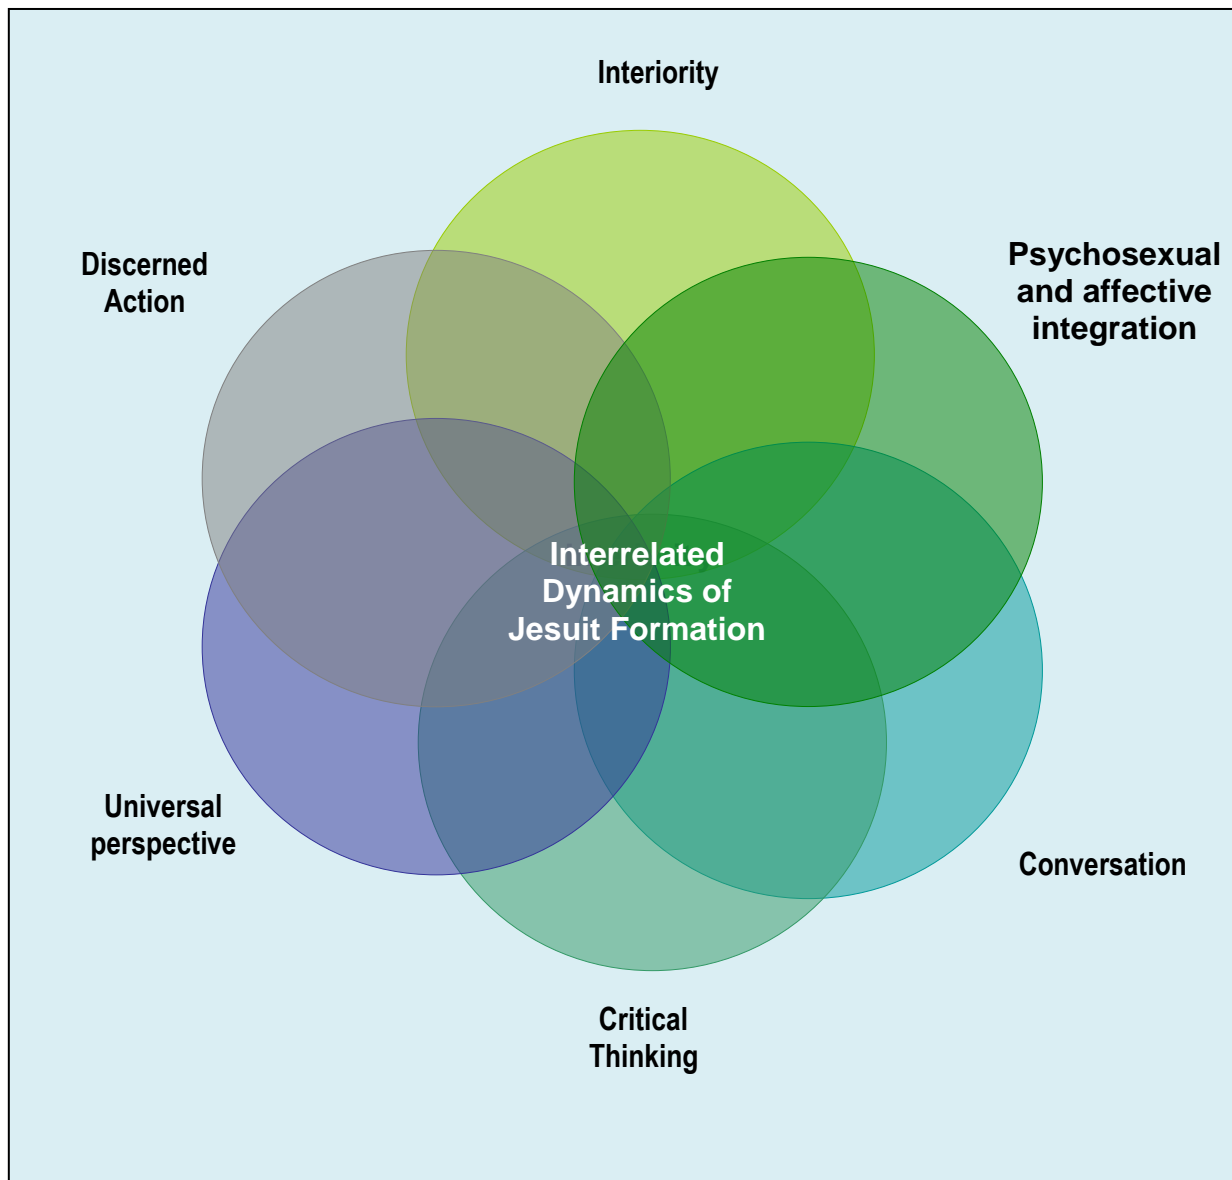 Interiority
Psychosexual
and affective
integration
Discerned
Action
Interrelated
Dynamics of
Jesuit Formation
Universal
perspective
Conversation
Critical
Thinking